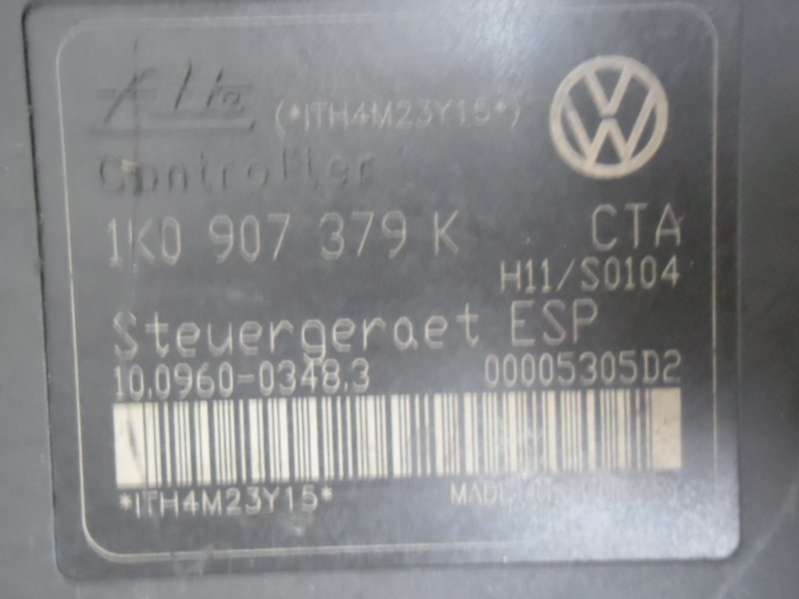 (*ITH4M23Y15*)
Controller
1K0 907 379 K CTA
H11/S0104
Steuergeraet ESP
10.0960-0348.3 00005305D2
*ITH4M23Y15*